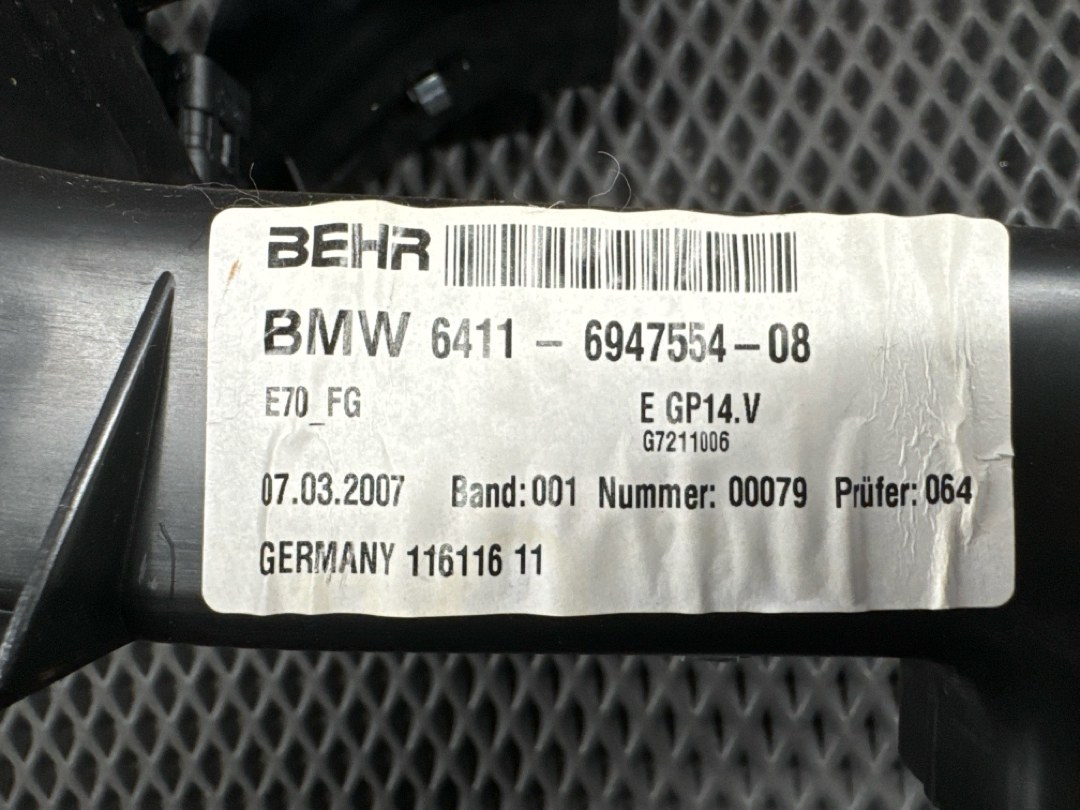 BEHR
BMW 6411 - 6947554-08
E70_FG E GP14.V
G7211006
07.03.2007 Band:001 Nummer: 00079 Prüfer:064
GERMANY 116116 11